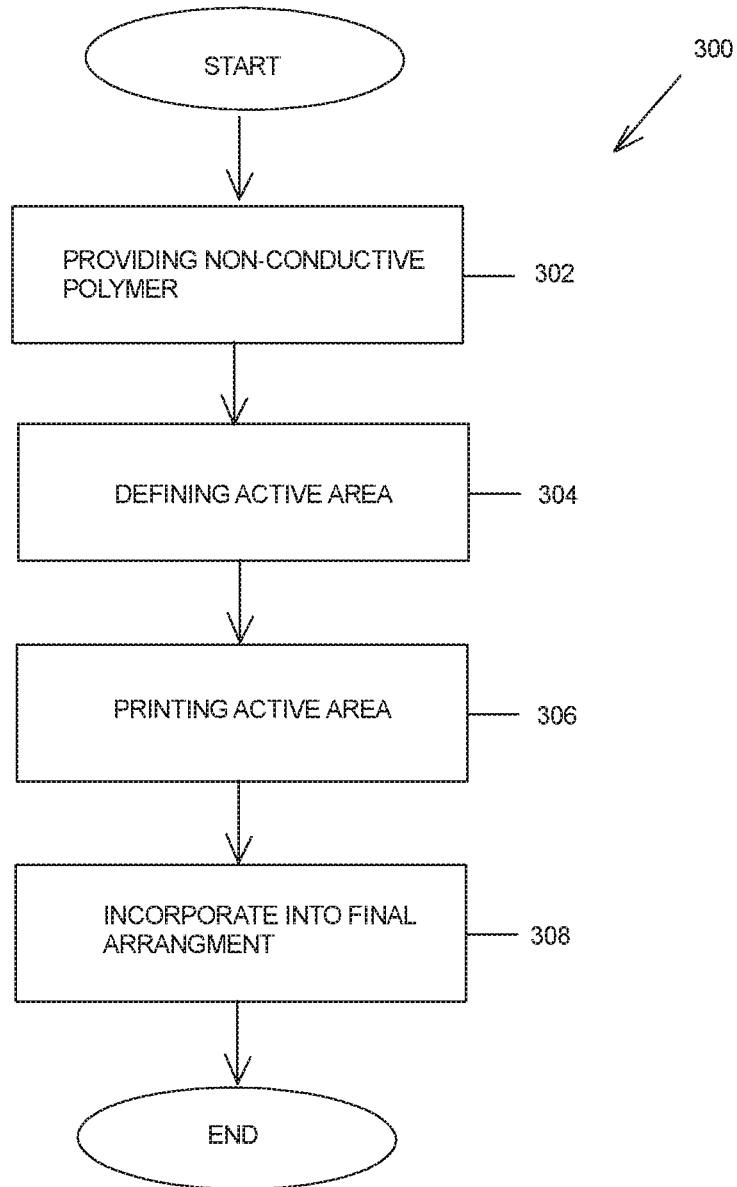 START
300
PROVIDING NON-CONDUCTIVE
POLYMER
302
DEFINING ACTIVE AREA
304
PRINTING ACTIVE AREA
306
INCORPORATE INTO FINAL
ARRANGMENT
308
END